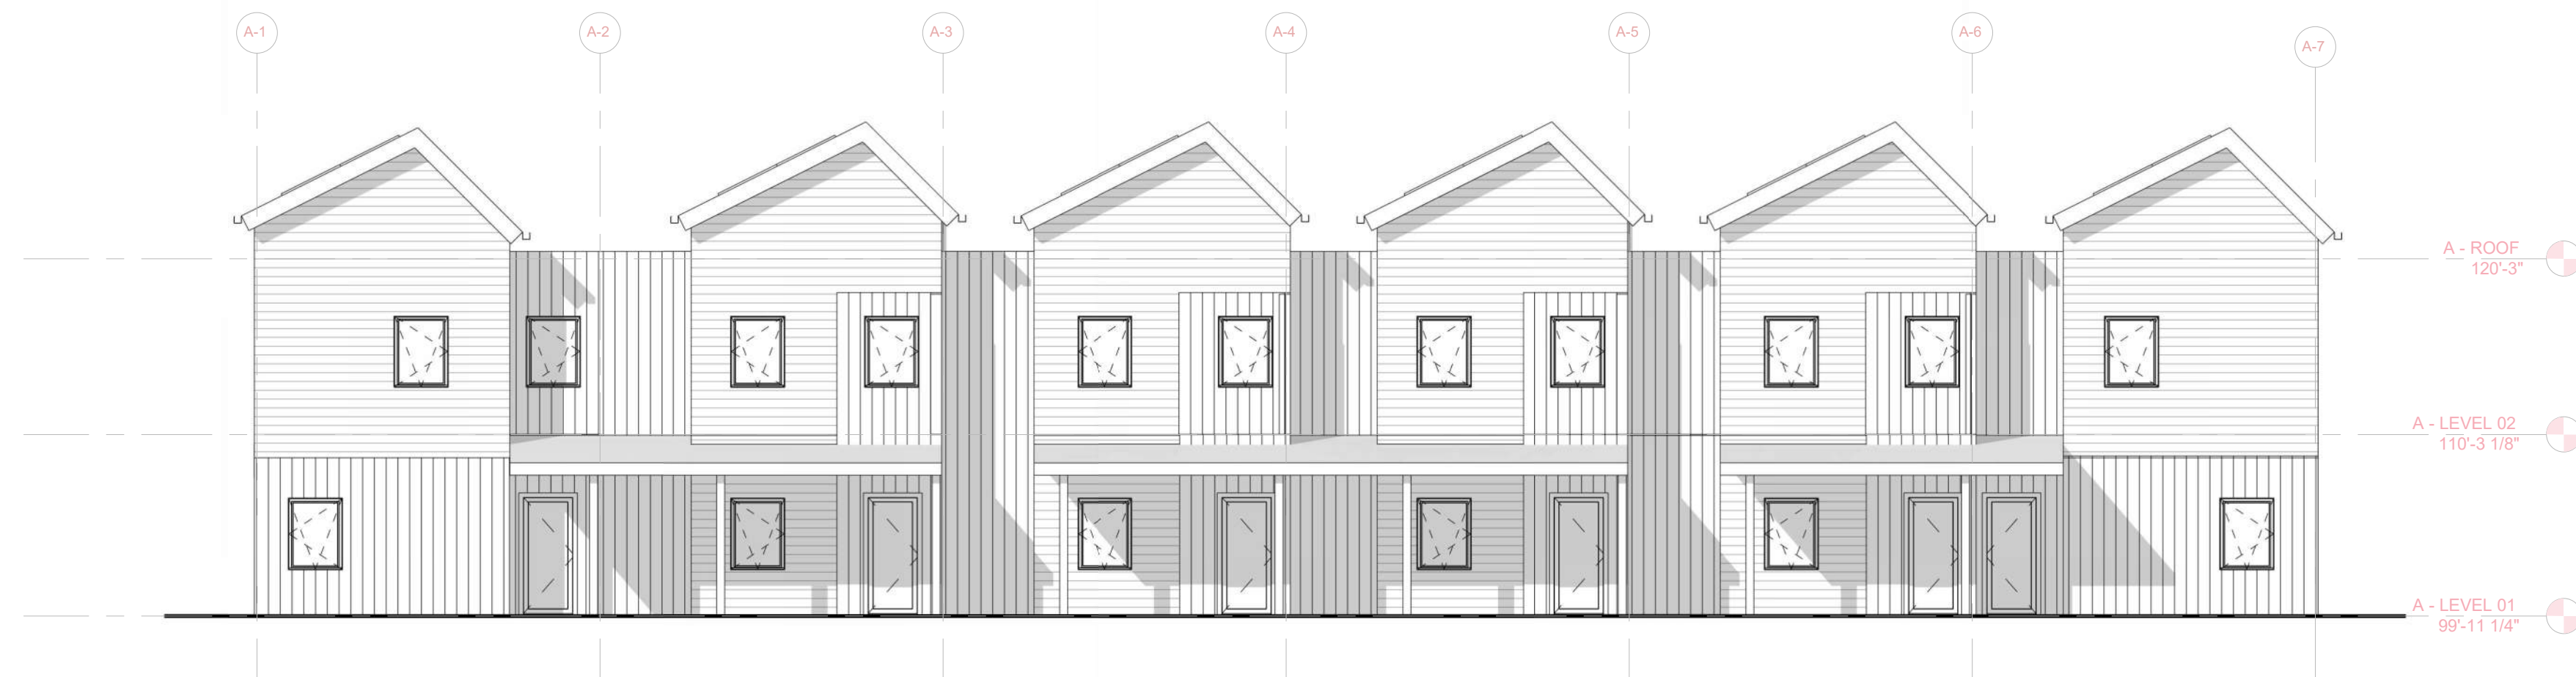 A-1
A-2
A-3
A-4
A-5
A-6
A-7
A - ROOF
120'-3"
A - LEVEL 02
110'-3 1/8"
A - LEVEL 01
99'-11 1/4"